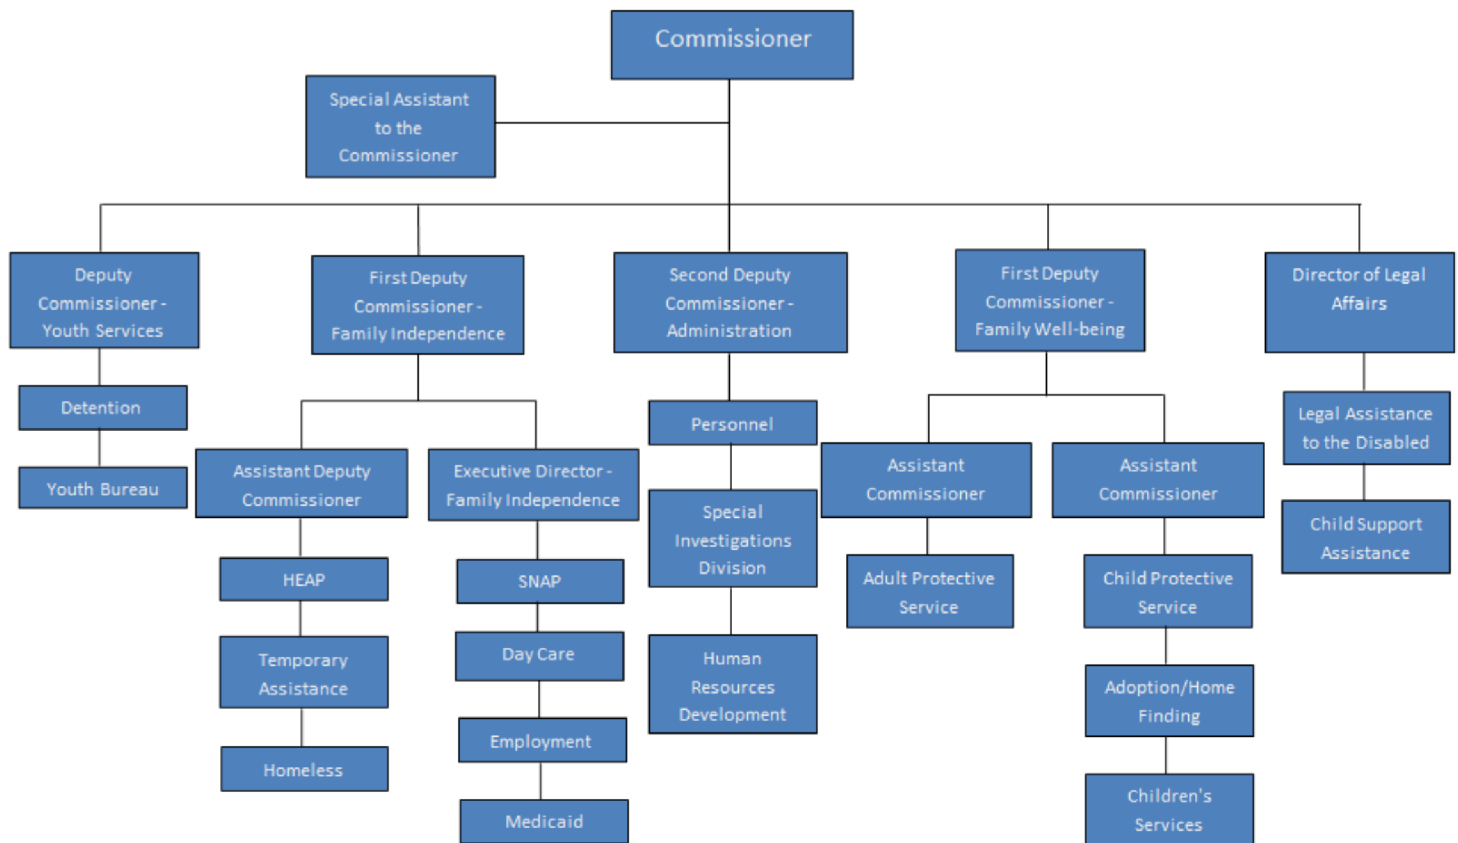 Commissioner
Special Assistant
to the
Commissioner
Deputy
Commissioner -
Youth Services
First Deputy
Commissioner -
Family Independence
Second Deputy
Commissioner -
Administration
First Deputy
Commissioner -
Family Well-being
Director of Legal
Affairs
Detention
Youth Bureau
Assistant Deputy
Commissioner
HEAP
Temporary
Assistance
Homeless
Executive Director -
Family Independence
SNAP
Day Care
Employment
Medicaid
Personnel
Special
Investigations
Division
Human
Resources
Development
Assistant
Commissioner
Adult Protective
Service
Assistant
Commissioner
Child Protective
Service
Adoption/Home
Finding
Children's
Services
Legal Assistance
to the Disabled
Child Support
Assistance